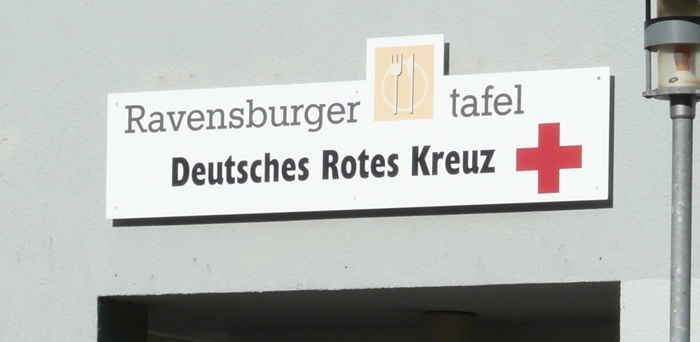 Ravensburger tafel
Deutsches Rotes Kreuz